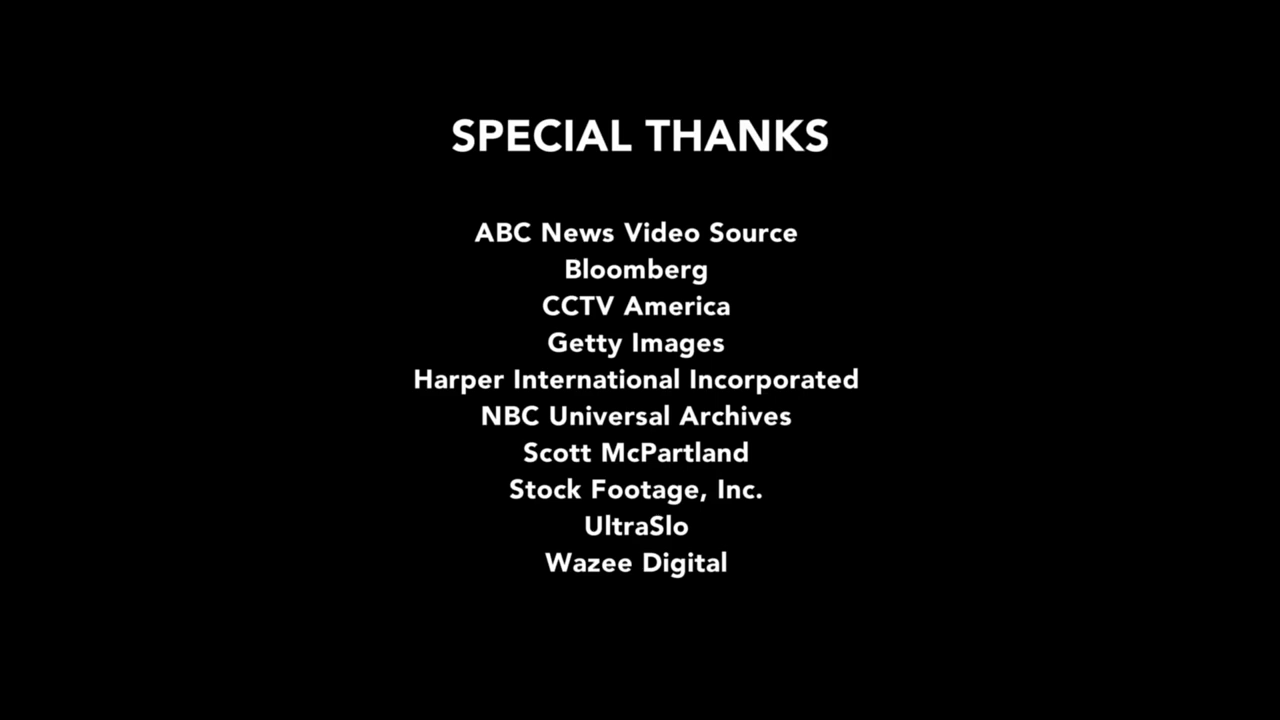 SPECIAL THANKS
ABC News Video Source
Bloomberg
CCTV America
Getty Images
Harper International Incorporated
NBC Universal Archives
Scott McPartland
Stock Footage, Inc.
UltraSlo
Wazee Digital